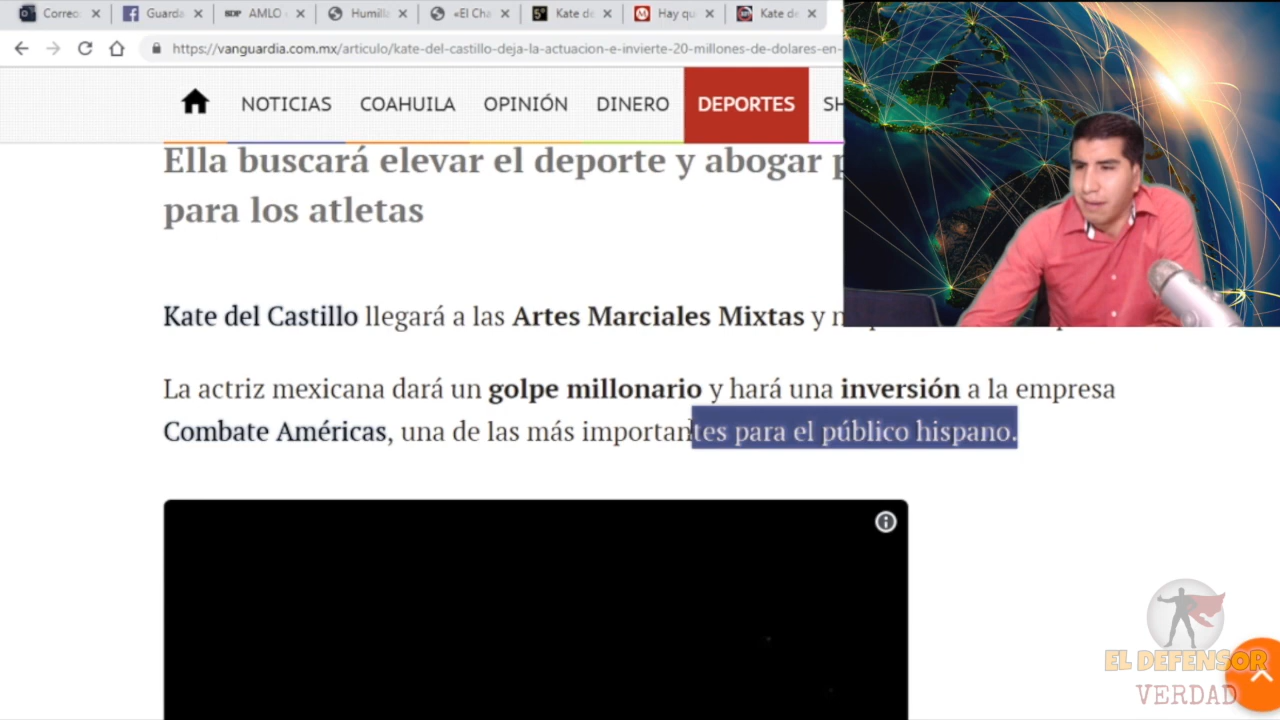 Correo:
Guarda
SDP AMLO
Humilla
«El Cha
5° Kate de
Hay qu
Kate de
https://vanguardia.com.mx/articulo/kate-del-castillo-deja-la-actuacion-e-invierte-20-millones-de-dolares-en-
NOTICIAS COAHUILA OPINIÓN DINERO DEPORTES SH
Ella buscará elevar el deporte y abogar p
para los atletas
Kate del Castillo llegará a las Artes Marciales Mixtas y
La actriz mexicana dará un golpe millonario y hará una inversión a la empresa
Combate Américas, una de las más importantes para el público hispano.
EL DEFENSOR
VERDAD